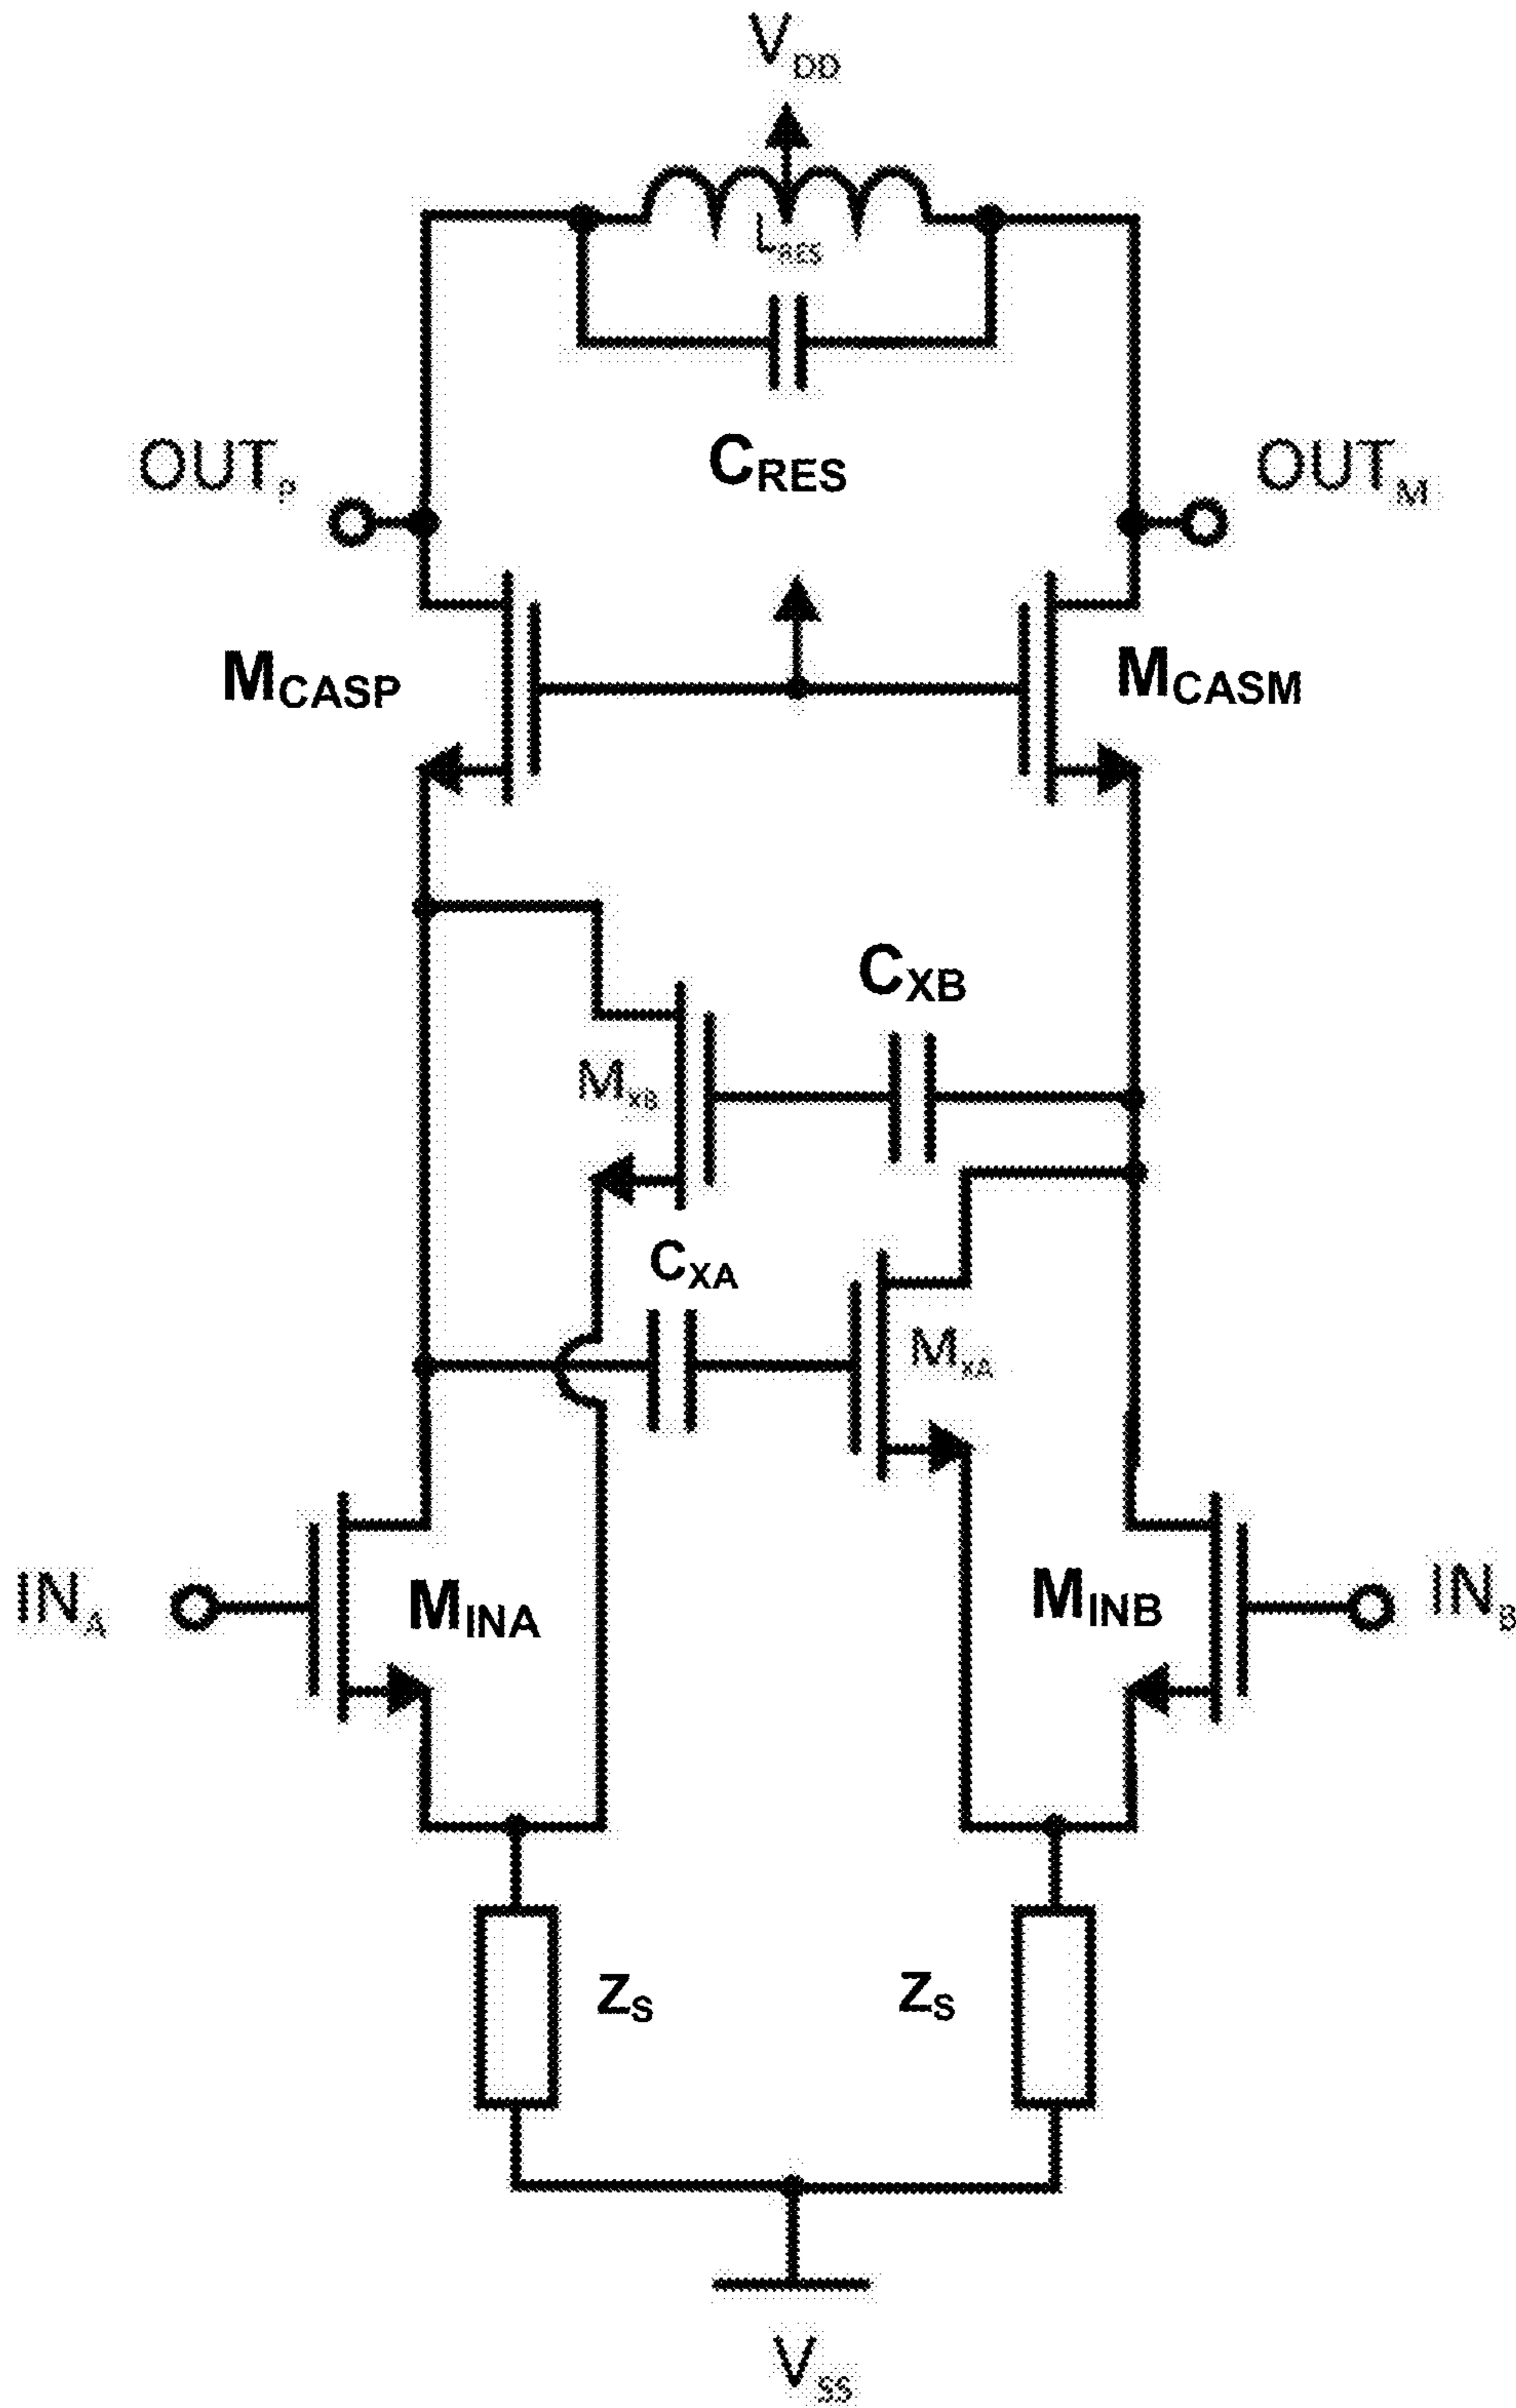 VDD
LRES
CRES
OUTP
OUTM
MCASP
MCASM
CXB
MXB
CXA
MXA
INA
MINA
MINB
INB
ZS
ZS
VSS